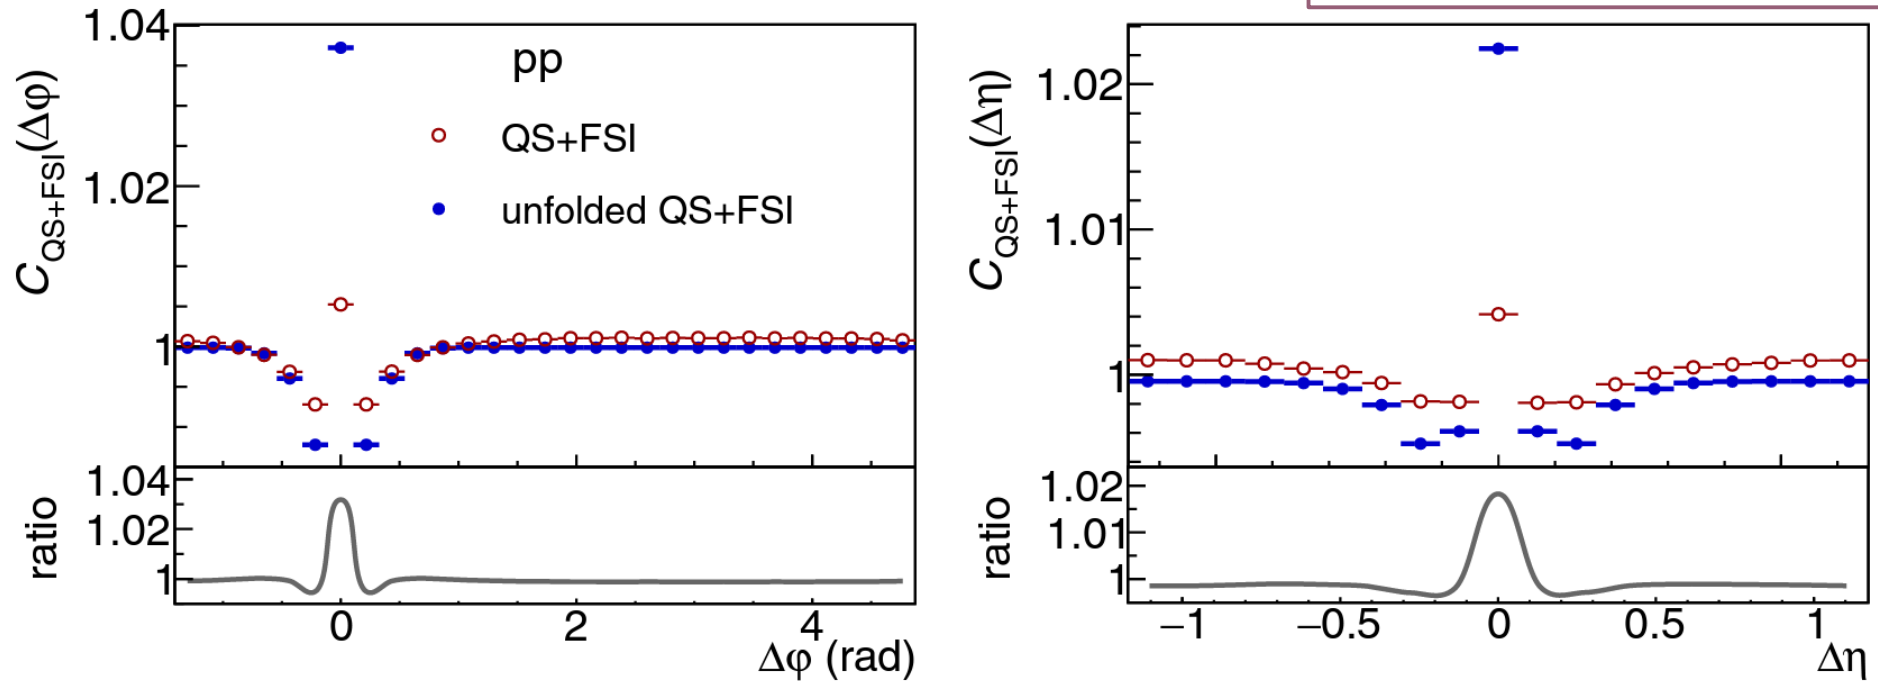 C_QS+FSI(Δφ)
1.04
1.02
1
pp
QS+FSI
unfolded QS+FSI
ratio
1.04
1.02
1
0
2
4
Δφ (rad)
C_QS+FSI(Δη)
1.02
1.01
1
ratio
1.02
1.01
1
−1
−0.5
0
0.5
1
Δη